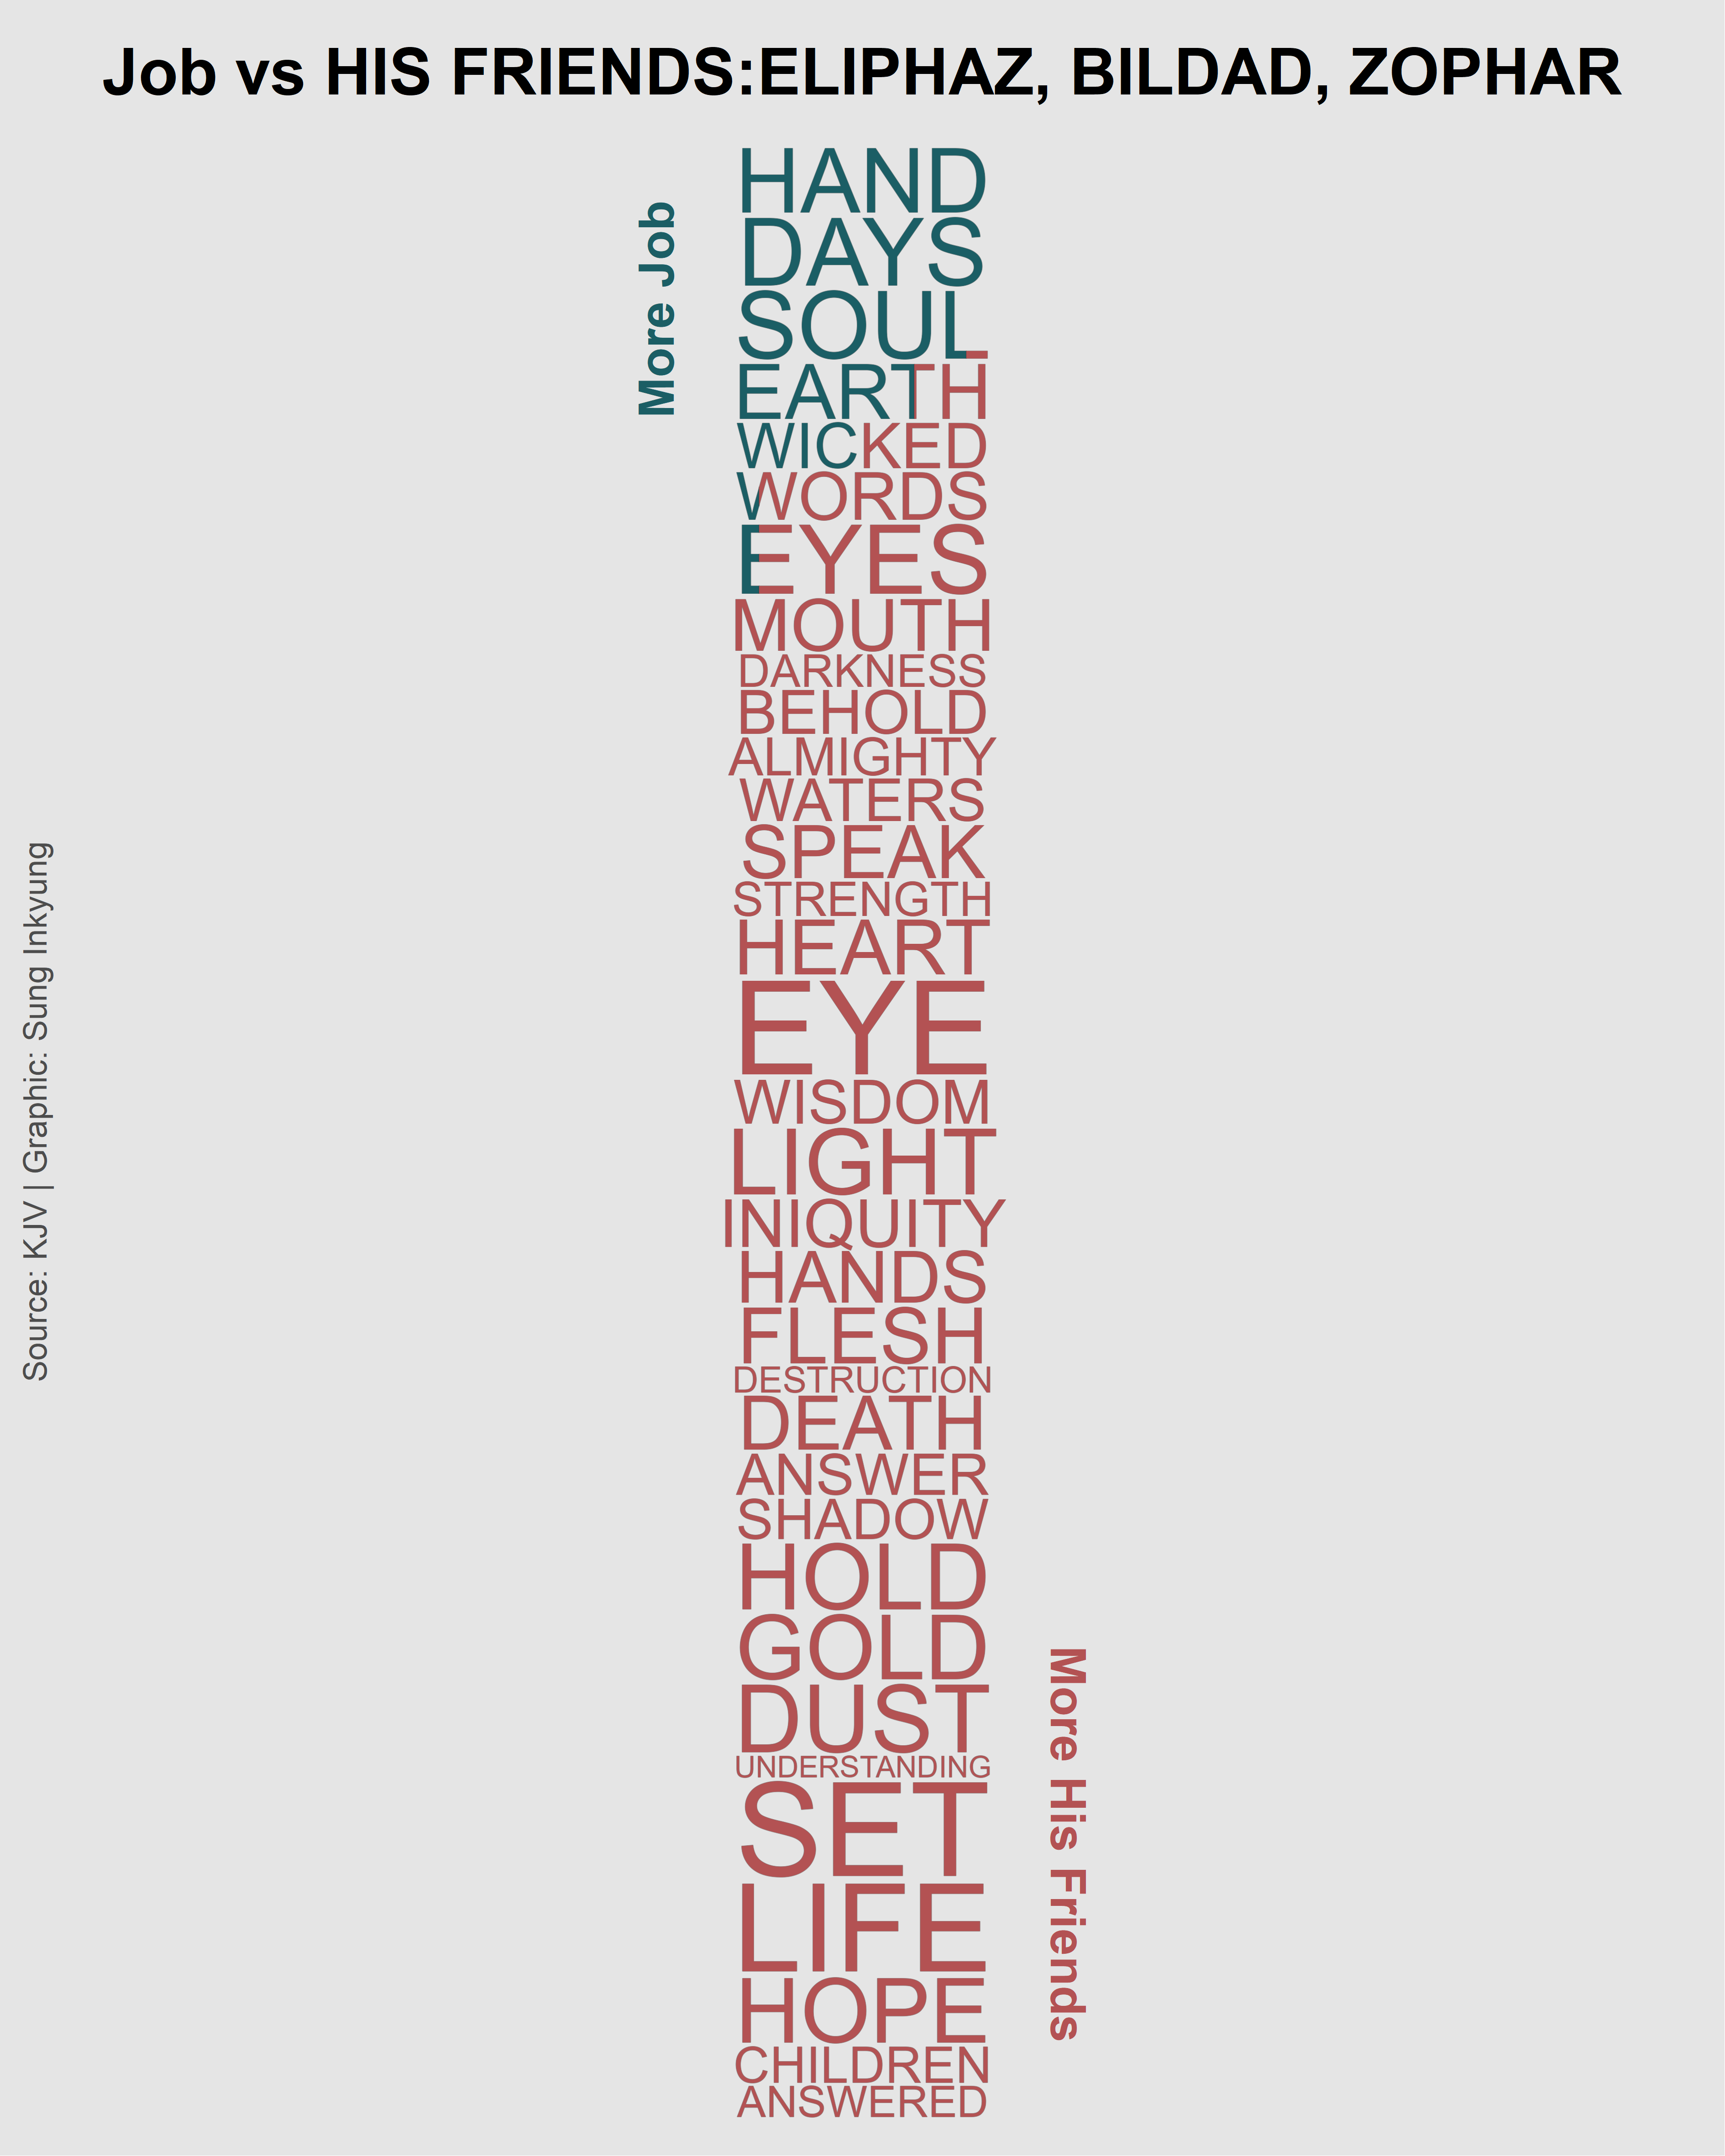 Job vs HIS FRIENDS:ELIPHAZ, BILDAD, ZOPHAR
More Job
HAND
DAYS
SOUL
EARTH
WICKED
WORDS
EYES
MOUTH
DARKNESS
BEHOLD
ALMIGHTY
WATERS
SPEAK
STRENGTH
HEART
EYE
WISDOM
LIGHT
INIQUITY
HANDS
FLESH
DESTRUCTION
DEATH
ANSWER
SHADOW
HOLD
GOLD
DUST
UNDERSTANDING
SET
LIFE
HOPE
CHILDREN
ANSWERED
More His Friends
Source: KJV | Graphic: Sung Inkyung